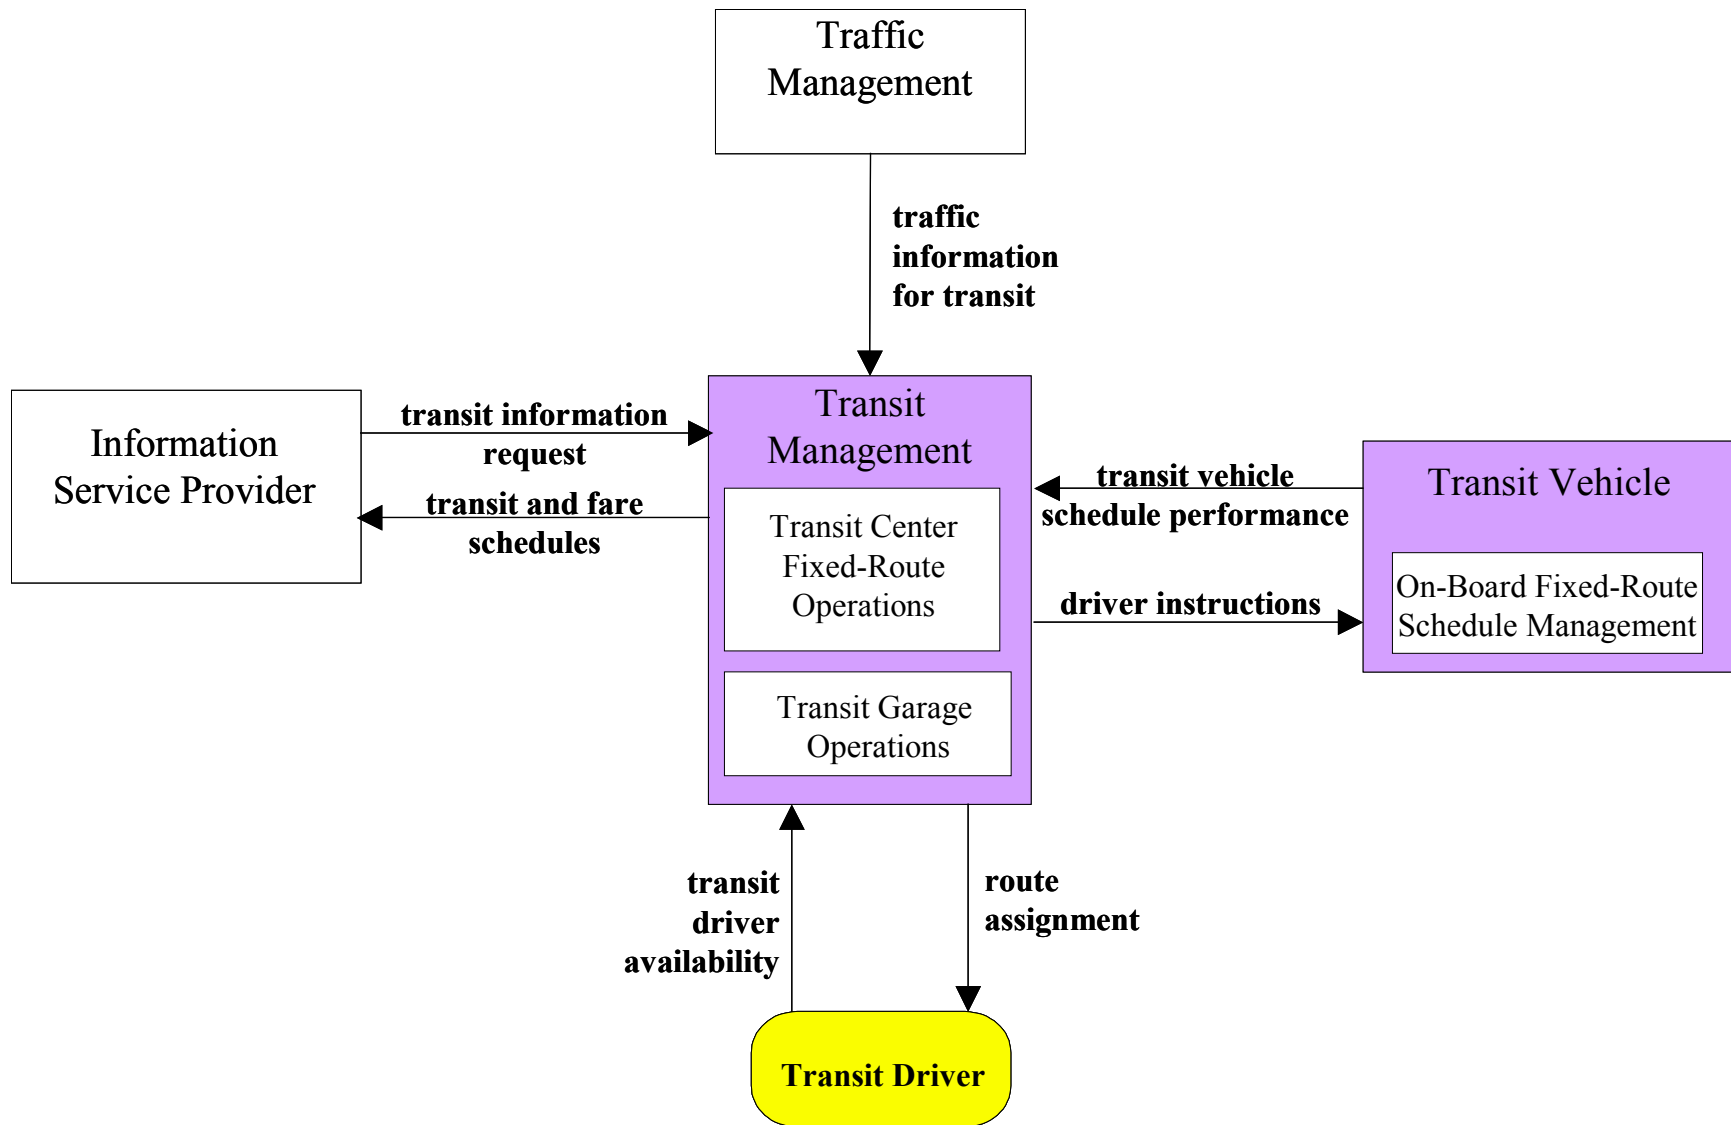 Traffic
Management
traffic
information
for transit
Information
Service Provider
transit information
request
transit and fare
schedules
Transit
Management
Transit Center
Fixed-Route
Operations
Transit Garage
Operations
transit vehicle
schedule performance
driver instructions
Transit Vehicle
On-Board Fixed-Route
Schedule Management
transit
driver
availability
route
assignment
Transit Driver